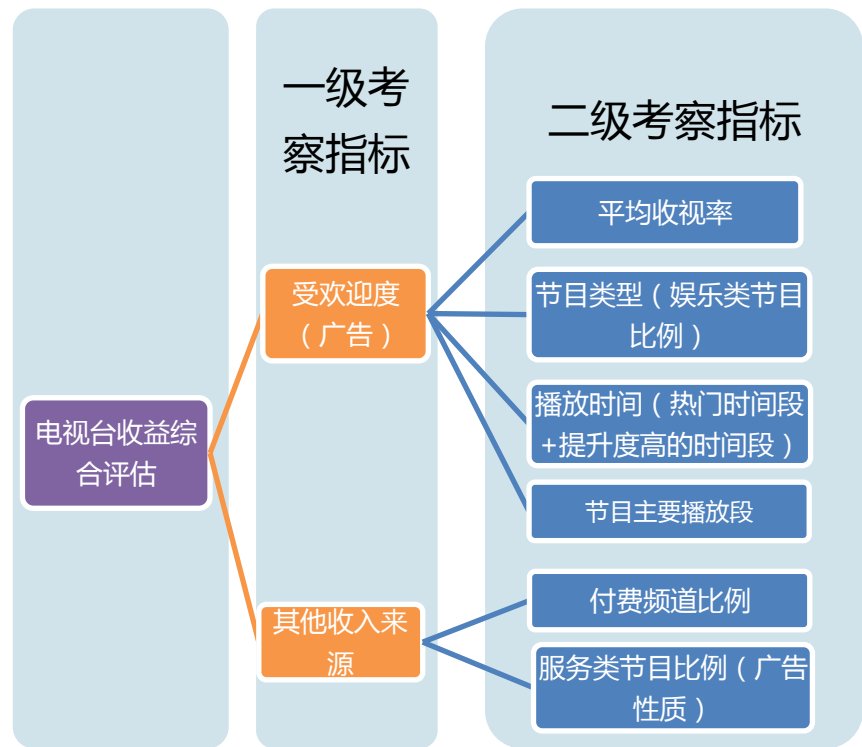 一级考
察指标
二级考察指标
电视台收益综
合评估
受欢迎度
（广告）
平均收视率
节目类型（娱乐类节目
比例）
播放时间（热门时间段
+提升度高的时间段）
节目主要播放段
其他收入来
源
付费频道比例
服务类节目比例（广告
性质）